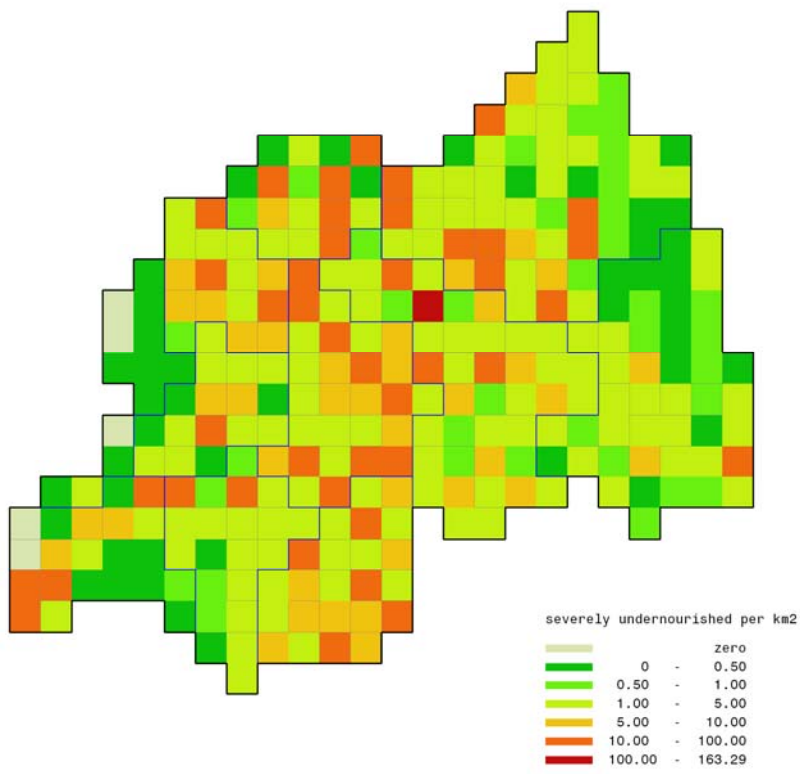 severely undernourished per km2
zero
0 - 0.50
0.50 - 1.00
1.00 - 5.00
5.00 - 10.00
10.00 - 100.00
100.00 - 163.29